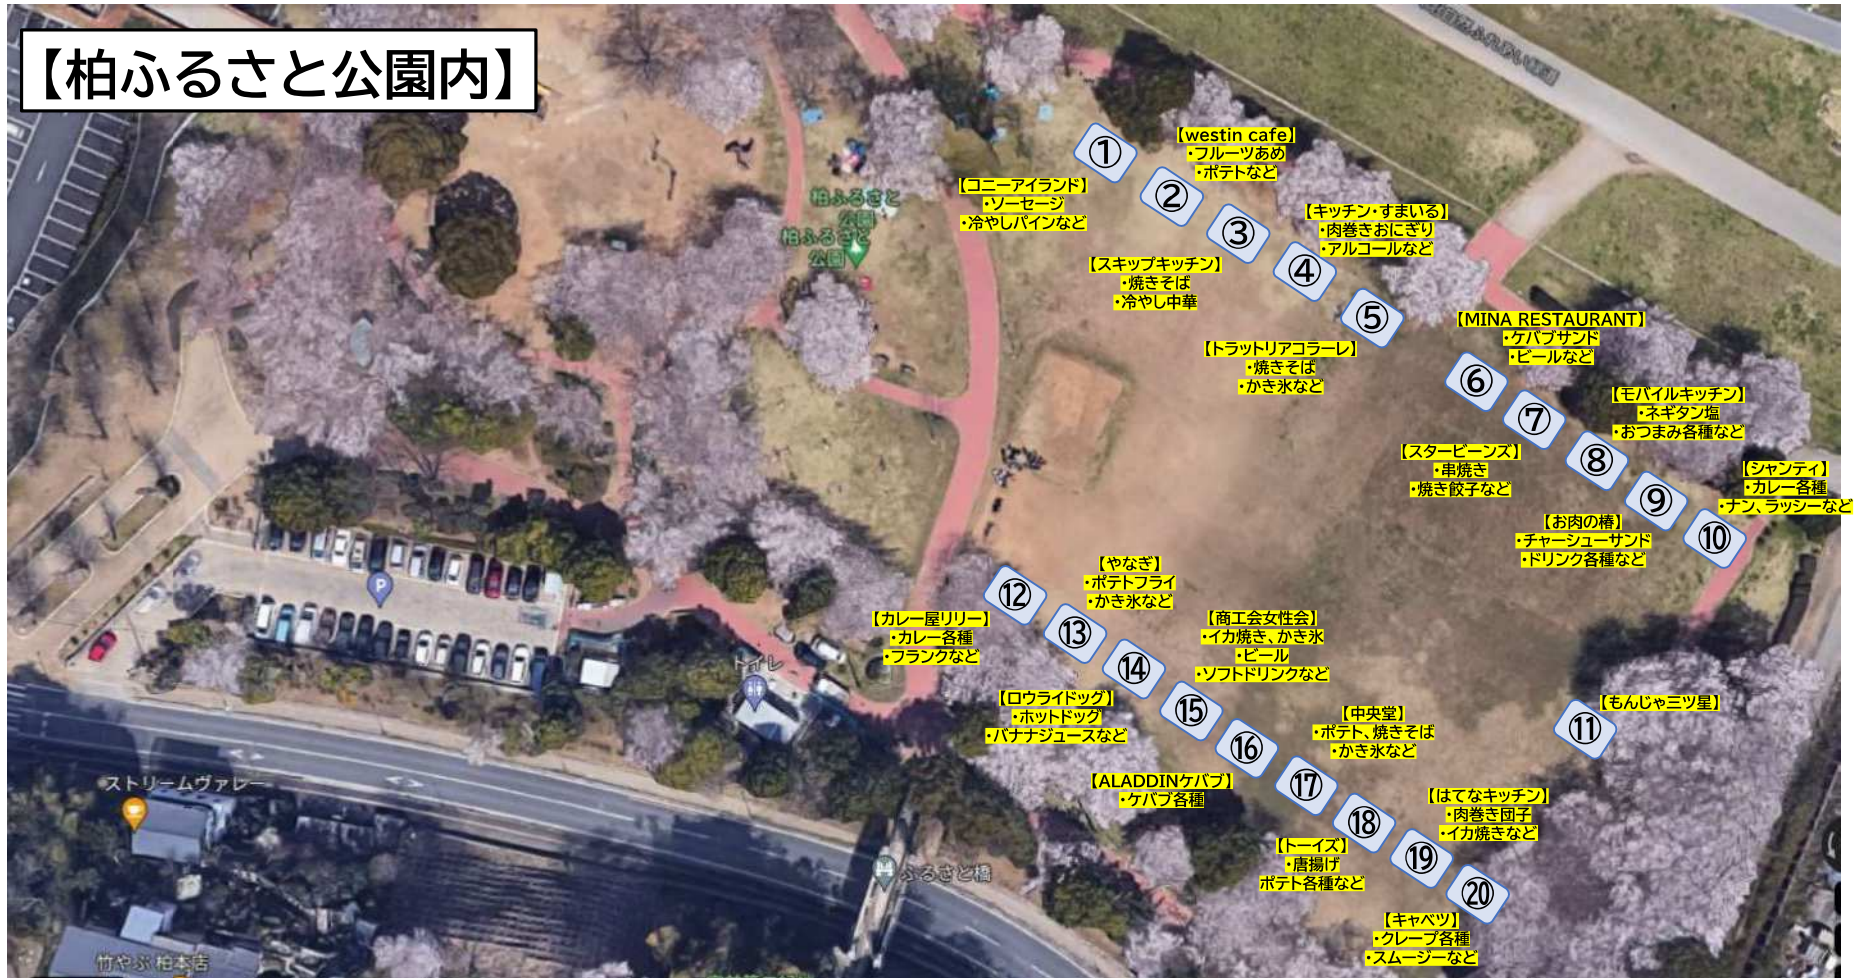 【柏ふるさと公園内】
①
【westin cafe】
・フルーツあめ
・ポテトなど
【コニーアイランド】
・ソーセージ
・冷やしパインなど
②
③
【キッチン・すまいる】
・肉巻きおにぎり
・アルコールなど
柏ふるさと
公園
柏ふるさと
公園
【スキップキッチン】
・焼きそば
・冷やし中華
④
⑤
【MINA RESTAURANT】
・ケバブサンド
・ビールなど
【トラットリアコラーレ】
・焼きそば
・かき氷など
⑥
⑦
【モバイルキッチン】
・ネギタン塩
・おつまみ各種など
【スタービーンズ】
・串焼き
・焼き餃子など
⑧
⑨
【シャンティ】
・カレー各種
・ナン、ラッシーなど
【お肉の椿】
・チャーシューサンド
・ドリンク各種など
⑩
P
⑫
【やなぎ】
・ポテトフライ
・かき氷など
【カレー屋リリー】
・カレー各種
・フランクなど
⑬
【商工会女性会】
・イカ焼き、かき氷
・ビール
・ソフトドリンクなど
トイレ
⑭
【ロウライドッグ】
・ホットドッグ
・バナナジュースなど
⑮
【中央堂】
・ポテト、焼きそば
・かき氷など
⑪
【もんじゃ三ツ星】
⑯
【ALADDINケバブ】
・ケバブ各種
⑰
【はてなキッチン】
・肉巻き団子
・イカ焼きなど
⑱
【トーイズ】
・唐揚げ
ポテト各種など
⑲
⑳
【キャベツ】
・クレープ各種
・スムージーなど
ストリームヴァレー
ふるさと橋
竹やぶ 柏本店